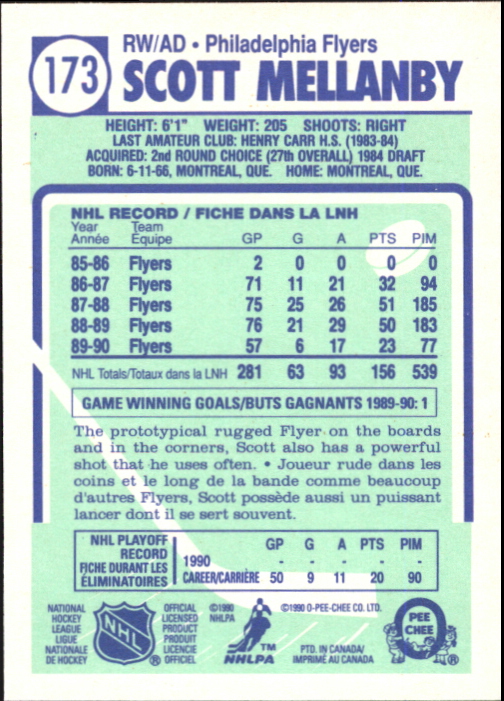 173
RW/AD • Philadelphia Flyers
SCOTT MELLANBY
HEIGHT: 6'1" WEIGHT: 205 SHOOTS: RIGHT
LAST AMATEUR CLUB: HENRY CARR H.S. (1983-84)
ACQUIRED: 2nd ROUND CHOICE (27th OVERALL) 1984 DRAFT
BORN: 6-11-66, MONTREAL, QUE. HOME: MONTREAL, QUE.
NHL RECORD / FICHE DANS LA LNH
Year Team
Année Équipe GP G A PTS PIM
85-86 Flyers 2 0 0 0 0
86-87 Flyers 71 11 21 32 94
87-88 Flyers 75 25 26 51 185
88-89 Flyers 76 21 29 50 183
89-90 Flyers 57 6 17 23 77
NHL Totals/Totaux dans la LNH 281 63 93 156 539
GAME WINNING GOALS/BUTS GAGNANTS 1989-90: 1
The prototypical rugged Flyer on the boards
and in the corners, Scott also has a powerful
shot that he uses often. • Joueur rude dans les
coins et le long de la bande comme beaucoup
d'autres Flyers, Scott possède aussi un puissant
lancer dont il se sert souvent.
NHL PLAYOFF GP G A PTS PIM
RECORD 1990 - - - - -
FICHE DURANT LES
ÉLIMINATOIRES CAREER/CARRIÈRE 50 9 11 20 90
NATIONAL
HOCKEY
LEAGUE
LIGUE
NATIONALE
DE HOCKEY
NHL
®
OFFICIAL
LICENSED
PRODUCT
PRODUIT
LICENCIE
OFFICIEL
©1990
NHLPA
TM
NHLPA
©1990 O-PEE-CHEE CO. LTD.
PTD. IN CANADA/
IMPRIMÉ AU CANADA
O
PEE
CHEE
®